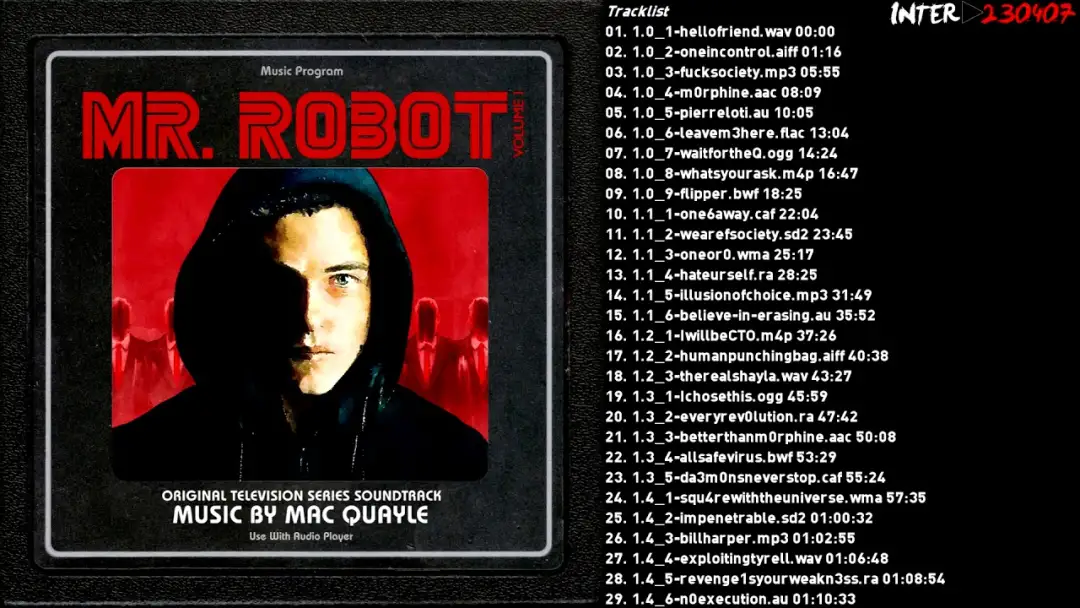 Music Program
MR. ROBOT
VOLUME 1
ORIGINAL TELEVISION SERIES SOUNDTRACK
MUSIC BY MAC QUAYLE
Use With Audio Player
Tracklist
01. 1.0_1-hellofriend.wav 00:00
02. 1.0_2-oneincontrol.aiff 01:16
03. 1.0_3-fucksociety.mp3 05:55
04. 1.0_4-m0rphine.aac 08:09
05. 1.0_5-pierreloti.au 10:05
06. 1.0_6-leavem3here.flac 13:04
07. 1.0_7-waitfortheQ.ogg 14:24
08. 1.0_8-whatsyourask.m4p 16:47
09. 1.0_9-flipper.bwf 18:25
10. 1.1_1-one6away.caf 22:04
11. 1.1_2-wearefsociety.sd2 23:45
12. 1.1_3-oneor0.wma 25:17
13. 1.1_4-hateurself.ra 28:25
14. 1.1_5-illusionofchoice.mp3 31:49
15. 1.1_6-believe-in-erasing.au 35:52
16. 1.2_1-IwillbeCTO.m4p 37:26
17. 1.2_2-humanpunchingbag.aiff 40:38
18. 1.2_3-therealshayla.wav 43:27
19. 1.3_1-Ichosethis.ogg 45:59
20. 1.3_2-everyrev0lution.ra 47:42
21. 1.3_3-betterthanm0rphine.aac 50:08
22. 1.3_4-allsafevirus.bwf 53:29
23. 1.3_5-da3m0nsneverstop.caf 55:24
24. 1.4_1-squ4rewiththeuniverse.wma 57:35
25. 1.4_2-impenetrable.sd2 01:00:32
26. 1.4_3-billharper.mp3 01:02:55
27. 1.4_4-exploitingtyrell.wav 01:06:48
28. 1.4_5-revenge1syourweakn3ss.ra 01:08:54
29. 1.4_6-n0execution.au 01:10:33
INTER▷230407